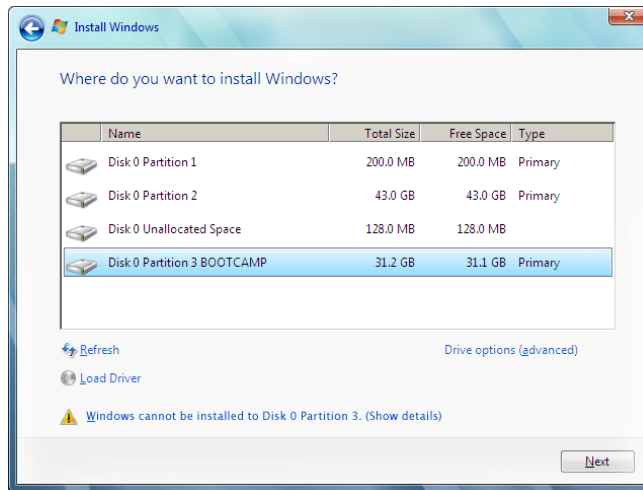 Install Windows
Where do you want to install Windows?
Name Total Size Free Space Type
Disk 0 Partition 1 200.0 MB 200.0 MB Primary
Disk 0 Partition 2 43.0 GB 43.0 GB Primary
Disk 0 Unallocated Space 128.0 MB 128.0 MB
Disk 0 Partition 3 BOOTCAMP 31.2 GB 31.1 GB Primary
Refresh Drive options (advanced)
Load Driver
Windows cannot be installed to Disk 0 Partition 3. (Show details)
Next